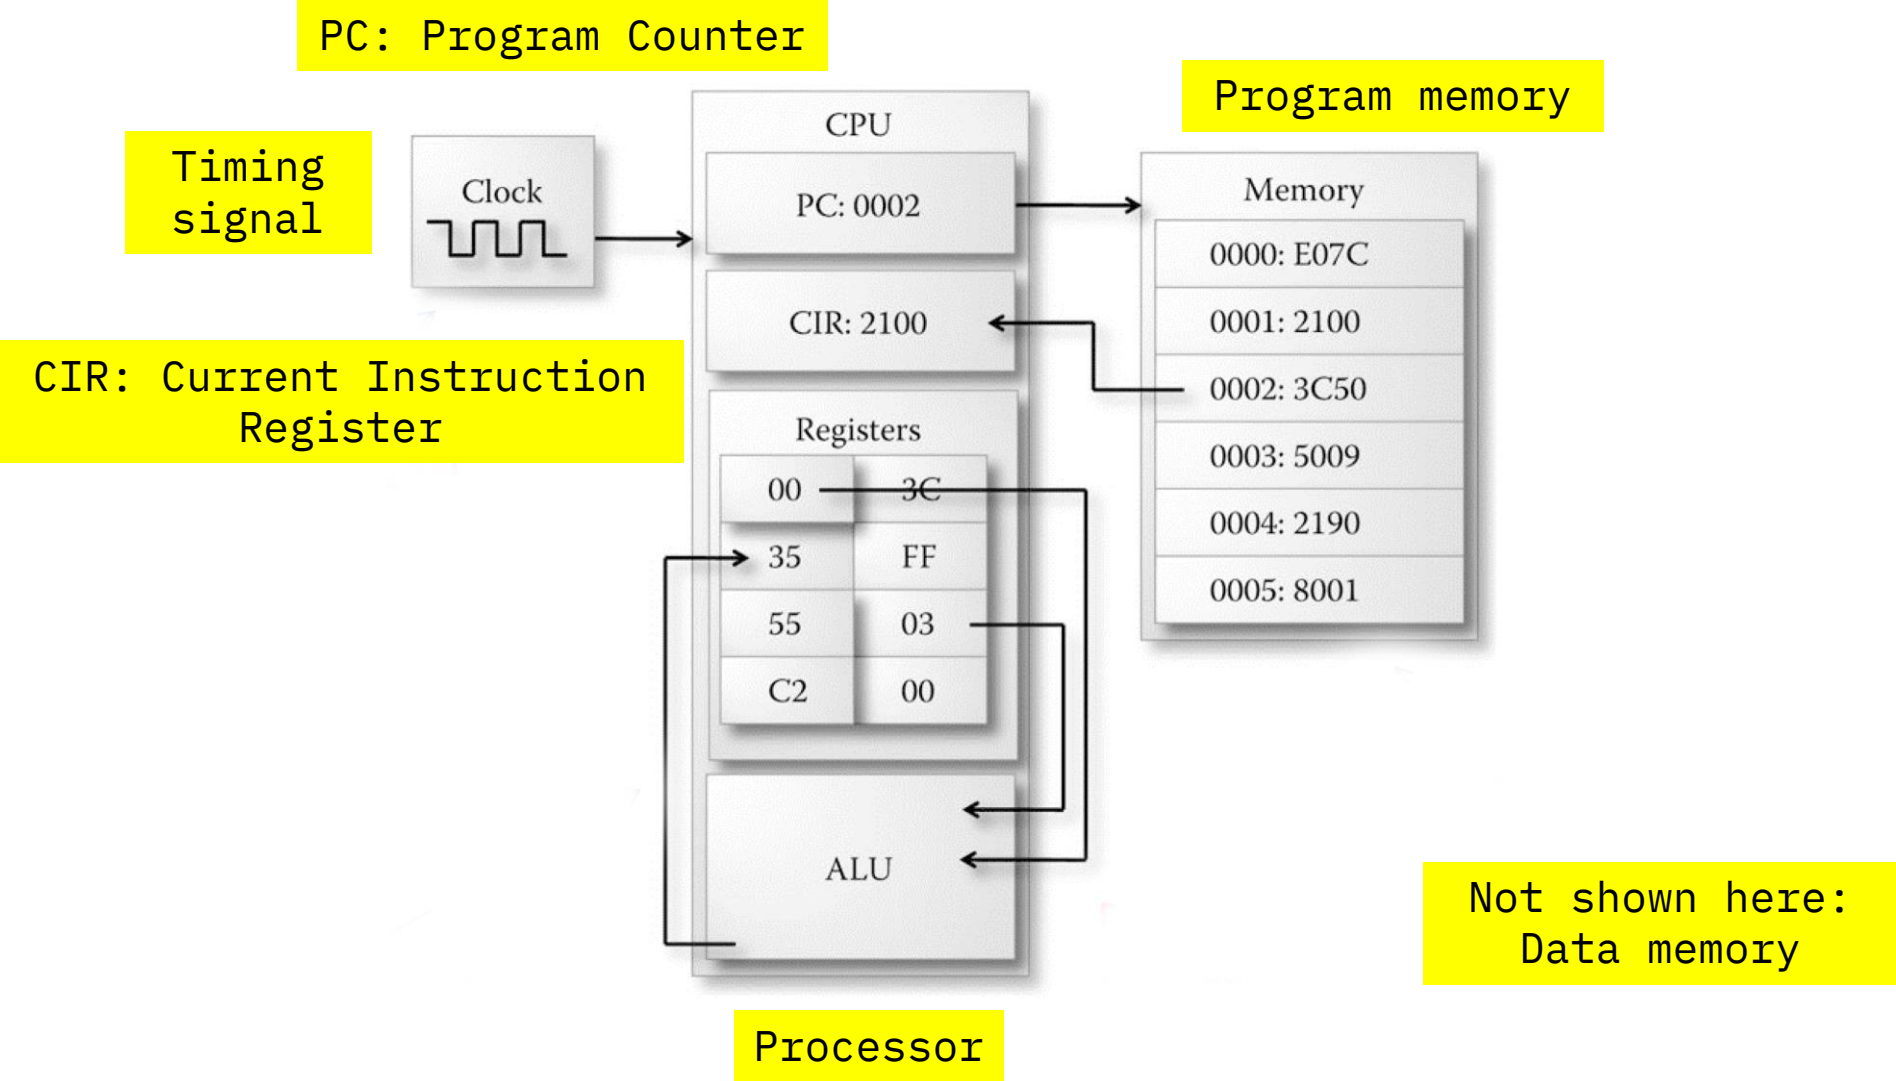 PC: Program Counter
Program memory
CPU
Timing
signal
Clock
PC: 0002
Memory
0000: E07C
0001: 2100
0002: 3C50
0003: 5009
0004: 2190
0005: 8001
CIR: 2100
CIR: Current Instruction
Register
Registers
00 3C
35 FF
55 03
C2 00
ALU
Not shown here:
Data memory
Processor